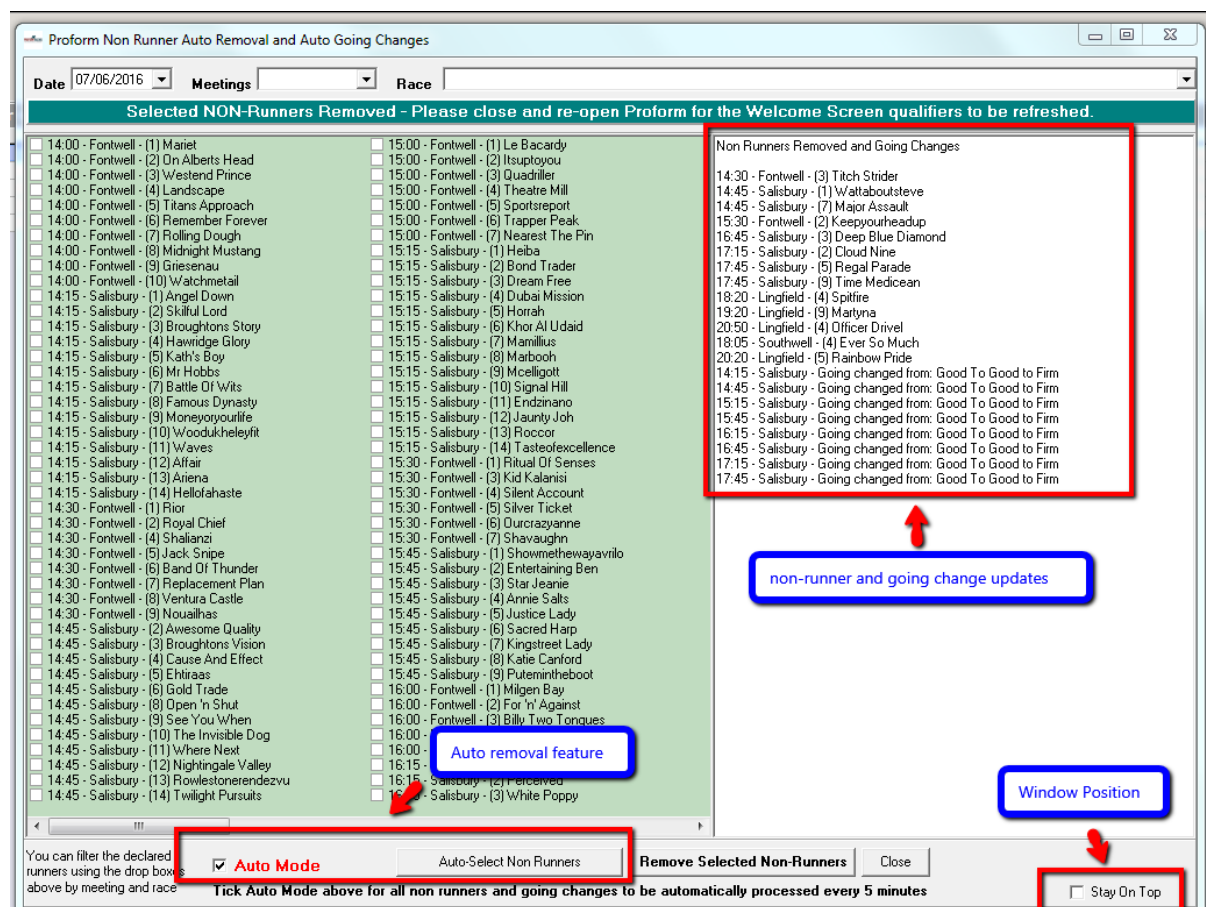 Proform Non Runner Auto Removal and Auto Going Changes
Date 07/06/2016 Meetings Race
Selected NON-Runners Removed - Please close and re-open Proform for the Welcome Screen qualifiers to be refreshed.
14:00 - Fontwell - (1) Mariet
14:00 - Fontwell - (2) On Alberts Head
14:00 - Fontwell - (3) Westend Prince
14:00 - Fontwell - (4) Landscape
14:00 - Fontwell - (5) Titans Approach
14:00 - Fontwell - (6) Remember Forever
14:00 - Fontwell - (7) Rolling Dough
14:00 - Fontwell - (8) Midnight Mustang
14:00 - Fontwell - (9) Griesenau
14:00 - Fontwell - (10) Watchmetail
14:15 - Salisbury - (1) Angel Down
14:15 - Salisbury - (2) Skilful Lord
14:15 - Salisbury - (3) Broughtons Story
14:15 - Salisbury - (4) Hawridge Glory
14:15 - Salisbury - (5) Kath's Boy
14:15 - Salisbury - (6) Mr Hobbs
14:15 - Salisbury - (7) Battle Of Wits
14:15 - Salisbury - (8) Famous Dynasty
14:15 - Salisbury - (9) Moneyoryourlife
14:15 - Salisbury - (10) Woodukheleyfit
14:15 - Salisbury - (11) Waves
14:15 - Salisbury - (12) Affair
14:15 - Salisbury - (13) Ariena
14:15 - Salisbury - (14) Hellofahaste
14:30 - Fontwell - (1) Rior
14:30 - Fontwell - (2) Royal Chief
14:30 - Fontwell - (4) Shalianzi
14:30 - Fontwell - (5) Jack Snipe
14:30 - Fontwell - (6) Band Of Thunder
14:30 - Fontwell - (7) Replacement Plan
14:30 - Fontwell - (8) Ventura Castle
14:30 - Fontwell - (9) Nouailhas
14:45 - Salisbury - (2) Awesome Quality
14:45 - Salisbury - (3) Broughtons Vision
14:45 - Salisbury - (4) Cause And Effect
14:45 - Salisbury - (5) Ehtiraas
14:45 - Salisbury - (6) Gold Trade
14:45 - Salisbury - (8) Open 'n Shut
14:45 - Salisbury - (9) See You When
14:45 - Salisbury - (10) The Invisible Dog
14:45 - Salisbury - (11) Where Next
14:45 - Salisbury - (12) Nightingale Valley
14:45 - Salisbury - (13) Rowlestonerendezvu
14:45 - Salisbury - (14) Twilight Pursuits
15:00 - Fontwell - (1) Le Bacardy
15:00 - Fontwell - (2) Itsuptoyou
15:00 - Fontwell - (3) Quadriller
15:00 - Fontwell - (4) Theatre Mill
15:00 - Fontwell - (5) Sportsreport
15:00 - Fontwell - (6) Trapper Peak
15:00 - Fontwell - (7) Nearest The Pin
15:15 - Salisbury - (1) Heiba
15:15 - Salisbury - (2) Bond Trader
15:15 - Salisbury - (3) Dream Free
15:15 - Salisbury - (4) Dubai Mission
15:15 - Salisbury - (5) Horrah
15:15 - Salisbury - (6) Khor Al Udaid
15:15 - Salisbury - (7) Mamillius
15:15 - Salisbury - (8) Marbooh
15:15 - Salisbury - (9) Mcelligott
15:15 - Salisbury - (10) Signal Hill
15:15 - Salisbury - (11) Endzinano
15:15 - Salisbury - (12) Jaunty Joh
15:15 - Salisbury - (13) Roccor
15:15 - Salisbury - (14) Tasteofexcellence
15:30 - Fontwell - (1) Ritual Of Senses
15:30 - Fontwell - (3) Kid Kalanisi
15:30 - Fontwell - (4) Silent Account
15:30 - Fontwell - (5) Silver Ticket
15:30 - Fontwell - (6) Ourcrazyanne
15:30 - Fontwell - (7) Shavaughn
15:45 - Salisbury - (1) Showmethewayavrilo
15:45 - Salisbury - (2) Entertaining Ben
15:45 - Salisbury - (3) Star Jeanie
15:45 - Salisbury - (4) Annie Salts
15:45 - Salisbury - (5) Justice Lady
15:45 - Salisbury - (6) Sacred Harp
15:45 - Salisbury - (7) Kingstreet Lady
15:45 - Salisbury - (8) Katie Canford
15:45 - Salisbury - (9) Putemintheboot
16:00 - Fontwell - (1) Milgen Bay
16:00 - Fontwell - (2) For 'n' Against
16:00 - Fontwell - (3) Billy Two Tongues
16:00 -
16:00 -
16:15 -
16:15 - Salisbury - (2) Perceived
Salisbury - (3) White Poppy
Non Runners Removed and Going Changes
14:30 - Fontwell - (3) Titch Strider
14:45 - Salisbury - (1) Wattaboutsteve
14:45 - Salisbury - (7) Major Assault
15:30 - Fontwell - (2) Keepyourheadup
16:45 - Salisbury - (3) Deep Blue Diamond
17:15 - Salisbury - (2) Cloud Nine
17:45 - Salisbury - (5) Regal Parade
17:45 - Salisbury - (9) Time Medicean
18:20 - Lingfield - (4) Spitfire
19:20 - Lingfield - (9) Martyna
20:50 - Lingfield - (4) Officer Drivel
18:05 - Southwell - (4) Ever So Much
20:20 - Lingfield - (5) Rainbow Pride
14:15 - Salisbury - Going changed from: Good To Good to Firm
14:45 - Salisbury - Going changed from: Good To Good to Firm
15:15 - Salisbury - Going changed from: Good To Good to Firm
15:45 - Salisbury - Going changed from: Good To Good to Firm
16:15 - Salisbury - Going changed from: Good To Good to Firm
16:45 - Salisbury - Going changed from: Good To Good to Firm
17:15 - Salisbury - Going changed from: Good To Good to Firm
17:45 - Salisbury - Going changed from: Good To Good to Firm
non-runner and going change updates
Auto removal feature
Window Position
You can filter the declared
runners using the drop boxes
above by meeting and race
Auto Mode
Auto-Select Non Runners
Remove Selected Non-Runners
Close
Tick Auto Mode above for all non runners and going changes to be automatically processed every 5 minutes
Stay On Top